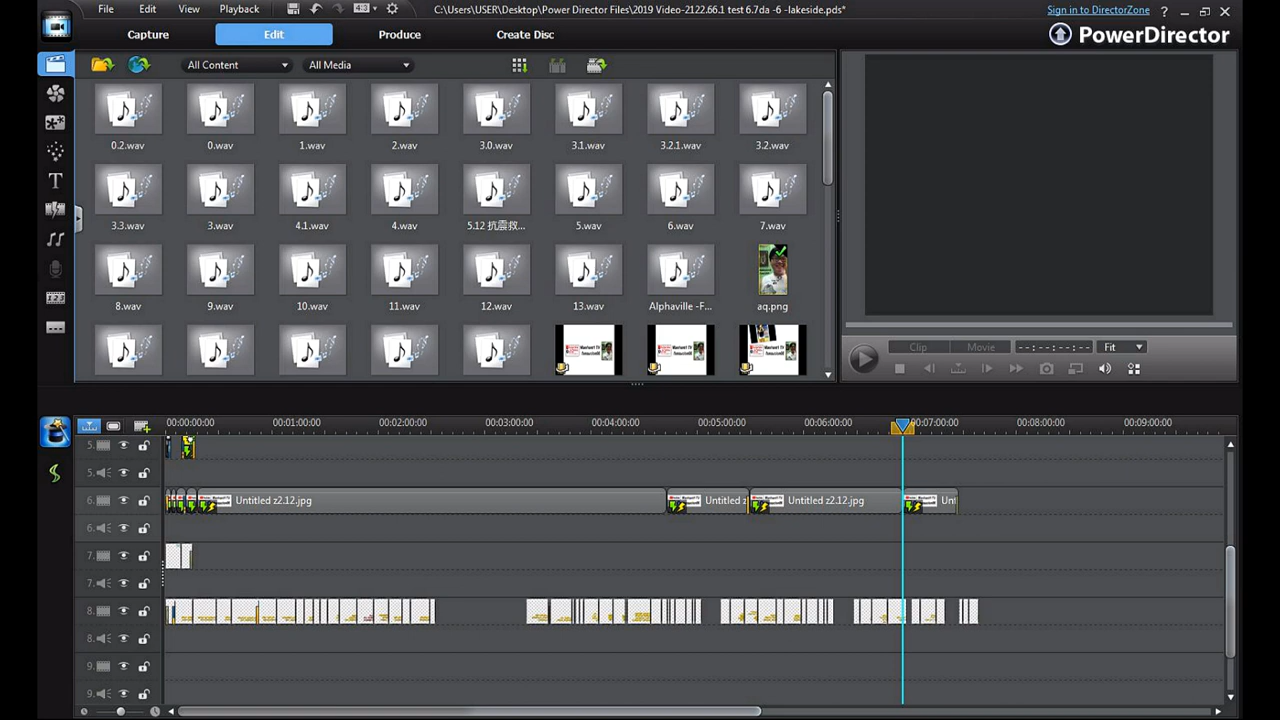 File Edit View Playback C:\Users\USER\Desktop\Power Director Files\2019 Video-2122.66.1 test 6.7da -6 -lakeside.pds* Sign in to DirectorZone ?
Capture Edit Produce Create Disc PowerDirector
All Content All Media
0.2.wav 0.wav 1.wav 2.wav 3.0.wav 3.1.wav 3.2.1.wav 3.2.wav
3.3.wav 3.wav 4.1.wav 4.wav 5.12 抗震救... 5.wav 6.wav 7.wav
8.wav 9.wav 10.wav 11.wav 12.wav 13.wav Alphaville -F... aq.png
Clip Movie --:--:--:-- Fit
00:00:00:00 00:01:00:00 00:02:00:00 00:03:00:00 00:04:00:00 00:05:00:00 00:06:00:00 00:07:00:00 00:08:00:00 00:09:00:00
5.
5.
6. Untitled z2.12.jpg Untitled z Untitled z2.12.jpg Unt
6.
7.
7.
8.
8.
9.
9.